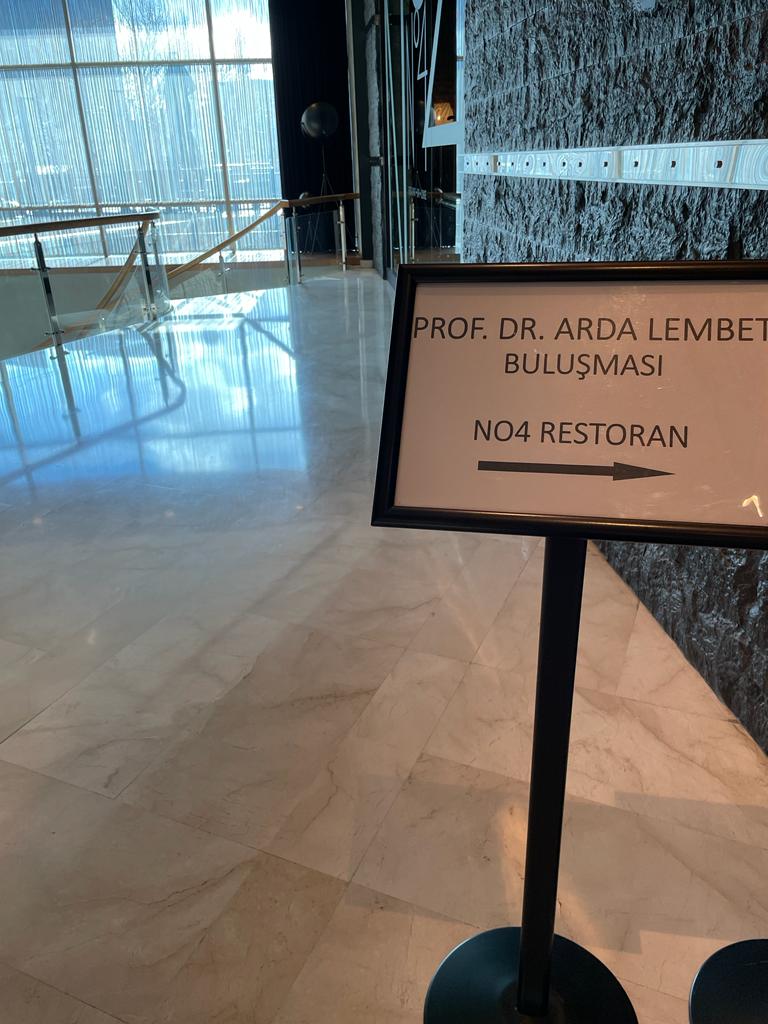 PROF. DR. ARDA LEMBET
BULUŞMASI
NO4 RESTORAN